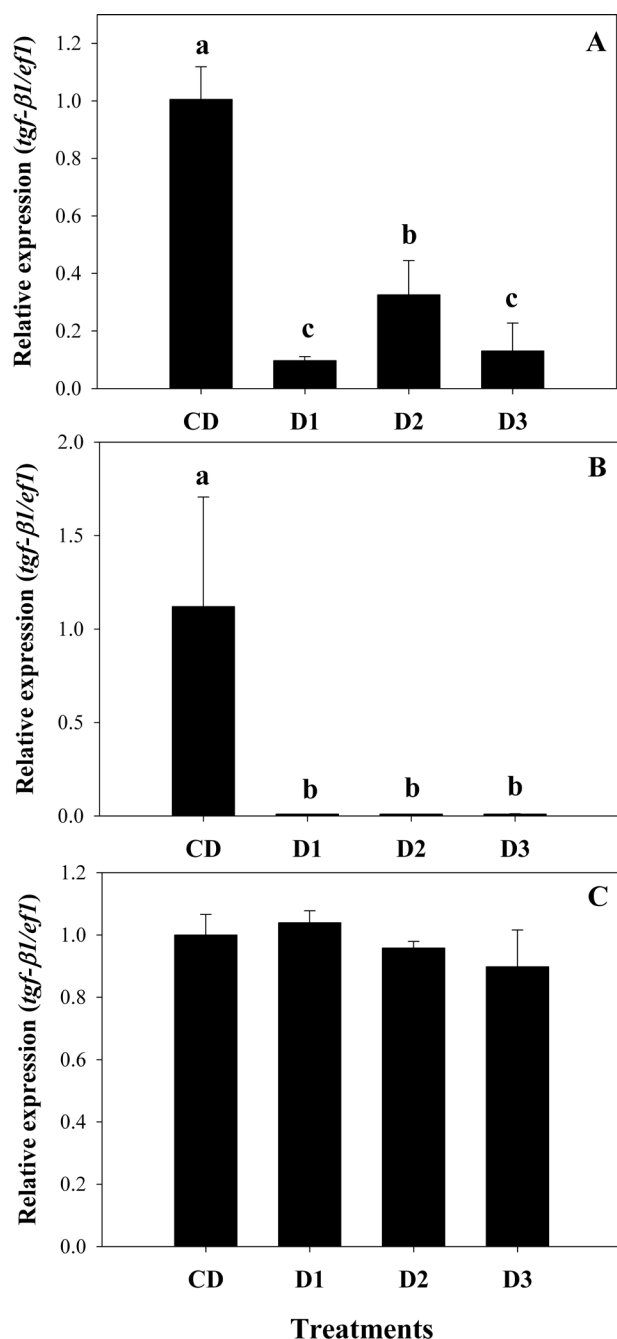 A
Relative expression (tgf-β1/ef1)
1.2
1.0
0.8
0.6
0.4
0.2
0.0
a
c
b
c
CD D1 D2 D3
B
Relative expression (tgf-β1/ef1)
2.0
1.5
1.0
0.5
0.0
a
b
b
b
CD D1 D2 D3
C
Relative expression (tgf-β1/ef1)
1.2
1.0
0.8
0.6
0.4
0.2
0.0
CD D1 D2 D3
Treatments